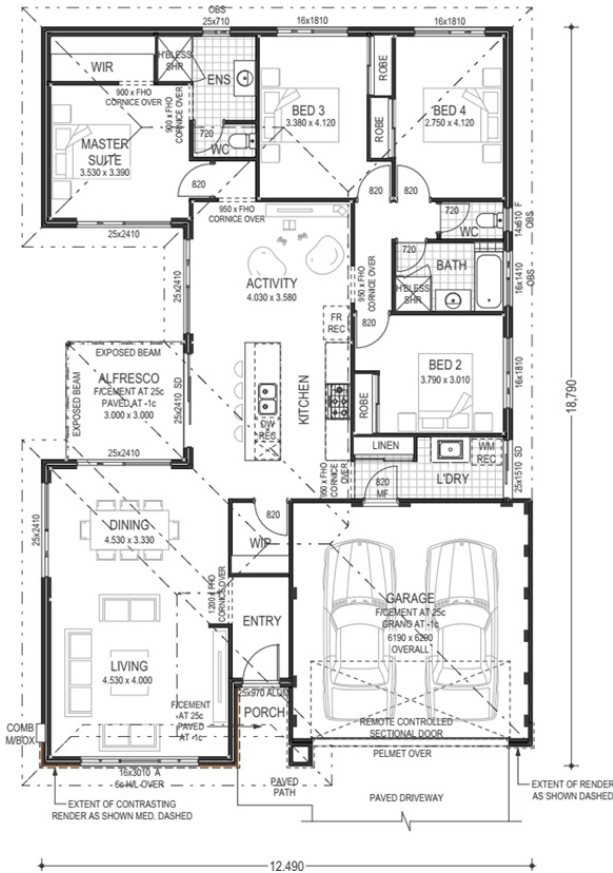 OBS
25x710
16x1810
16x1810
WIR
H'BLESS
SHR
ENS
900 x FHO
CORNICE OVER
900 x FHO
CORNICE OVER
ROBE
ROBE
BED 3
3.380 x 4.120
BED 4
2.750 x 4.120
MASTER
SUITE
3.530 x 3.390
720
WC
820
820
820
950 x FHO
CORNICE OVER
720
WC
14x610 F
OBS
25x2410
25x2410
ACTIVITY
4.030 x 3.580
950 x FHO
CORNICE OVER
720
BATH
H'BLESS
SHR
16x1410
OBS
FR
REC
820
EXPOSED BEAM
EXPOSED BEAM
ALFRESCO
F/CEMENT AT 25c
PAVED AT -1c
3.000 x 3.000
25x2410 SD
25x2410
DW
REC
KITCHEN
BED 2
3.790 x 3.010
ROBE
16x1810
18,790
LINEN
WM
REC
L'DRY
820
MF
25x1510 SD
950 x FHO
CORNICE
OVER
25x2410
DINING
4.530 x 3.330
820
WIP
1200 x FHO
CORNICE OVER
ENTRY
GARAGE
F/CEMENT AT 25c
GRANO AT -1c
6190 x 6290
OVERALL
LIVING
4.530 x 4.000
F/CEMENT
AT 25c
PAVED
AT -1c
25x970 ALUM
PORCH
REMOTE CONTROLLED
SECTIONAL DOOR
PELMET OVER
COMB
M/BOX
16x3010 A
6c H/L OVER
PAVED
PATH
PAVED DRIVEWAY
EXTENT OF CONTRASTING
RENDER AS SHOWN MED. DASHED
EXTENT OF RENDER
AS SHOWN DASHED
12.490